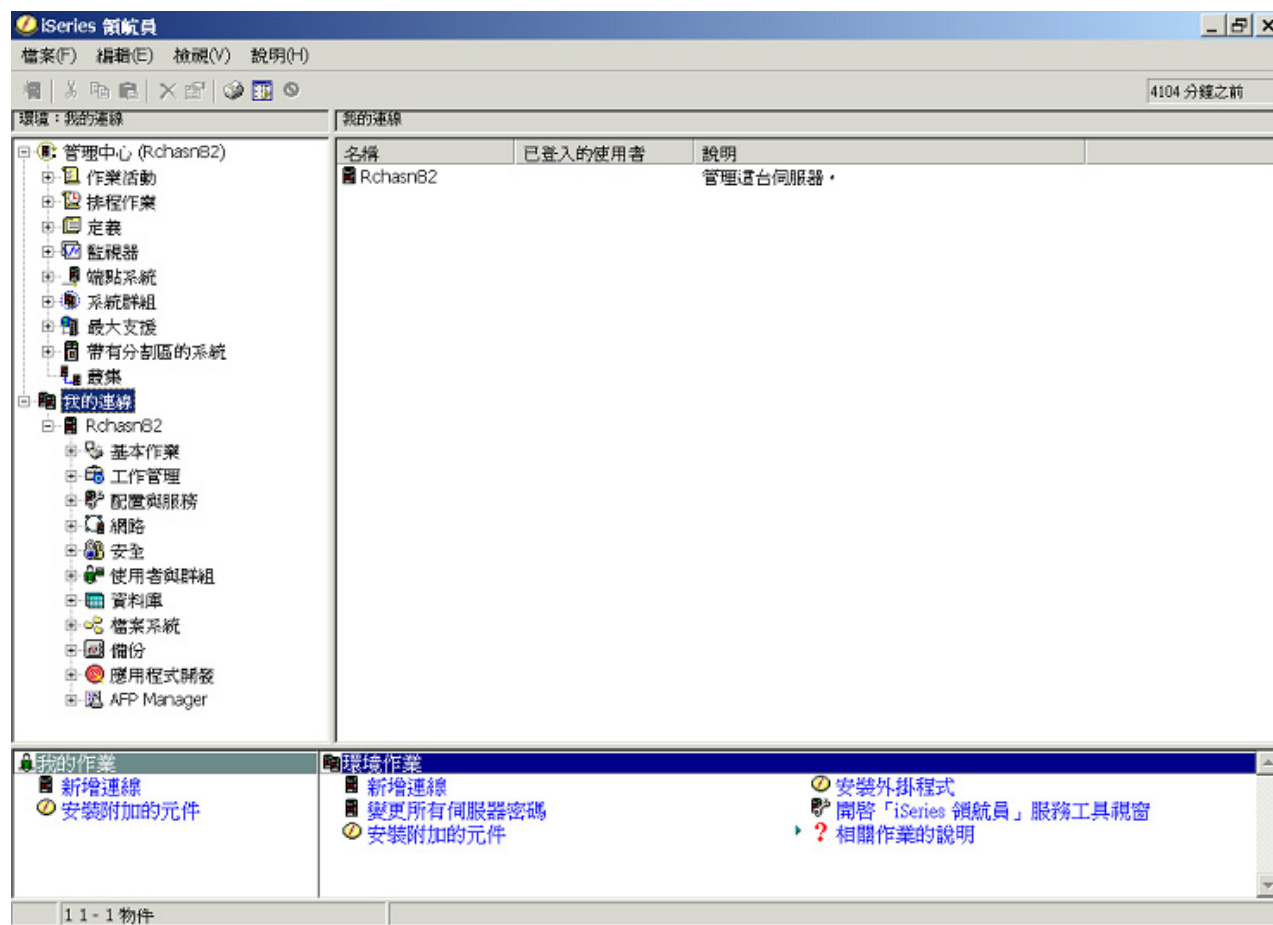 iSeries 領航員
檔案(F) 編輯(E) 檢視(V) 說明(H)
4104 分鐘之前
環境：我的連線
我的連線
管理中心 (Rchasn82)
作業活動
排程作業
定義
監視器
端點系統
系統群組
最大支援
帶有分割區的系統
叢集
我的連線
Rchasn82
基本作業
工作管理
配置與服務
網路
安全
使用者與群組
資料庫
檔案系統
備份
應用程式開發
AFP Manager
名稱 已登入的使用者 說明
Rchasn82 管理這台伺服器。
我的作業
新增連線
安裝附加的元件
環境作業
新增連線
變更所有伺服器密碼
安裝附加的元件
安裝外掛程式
開啓「iSeries 領航員」服務工具視窗
? 相關作業的說明
1 1 - 1 物件